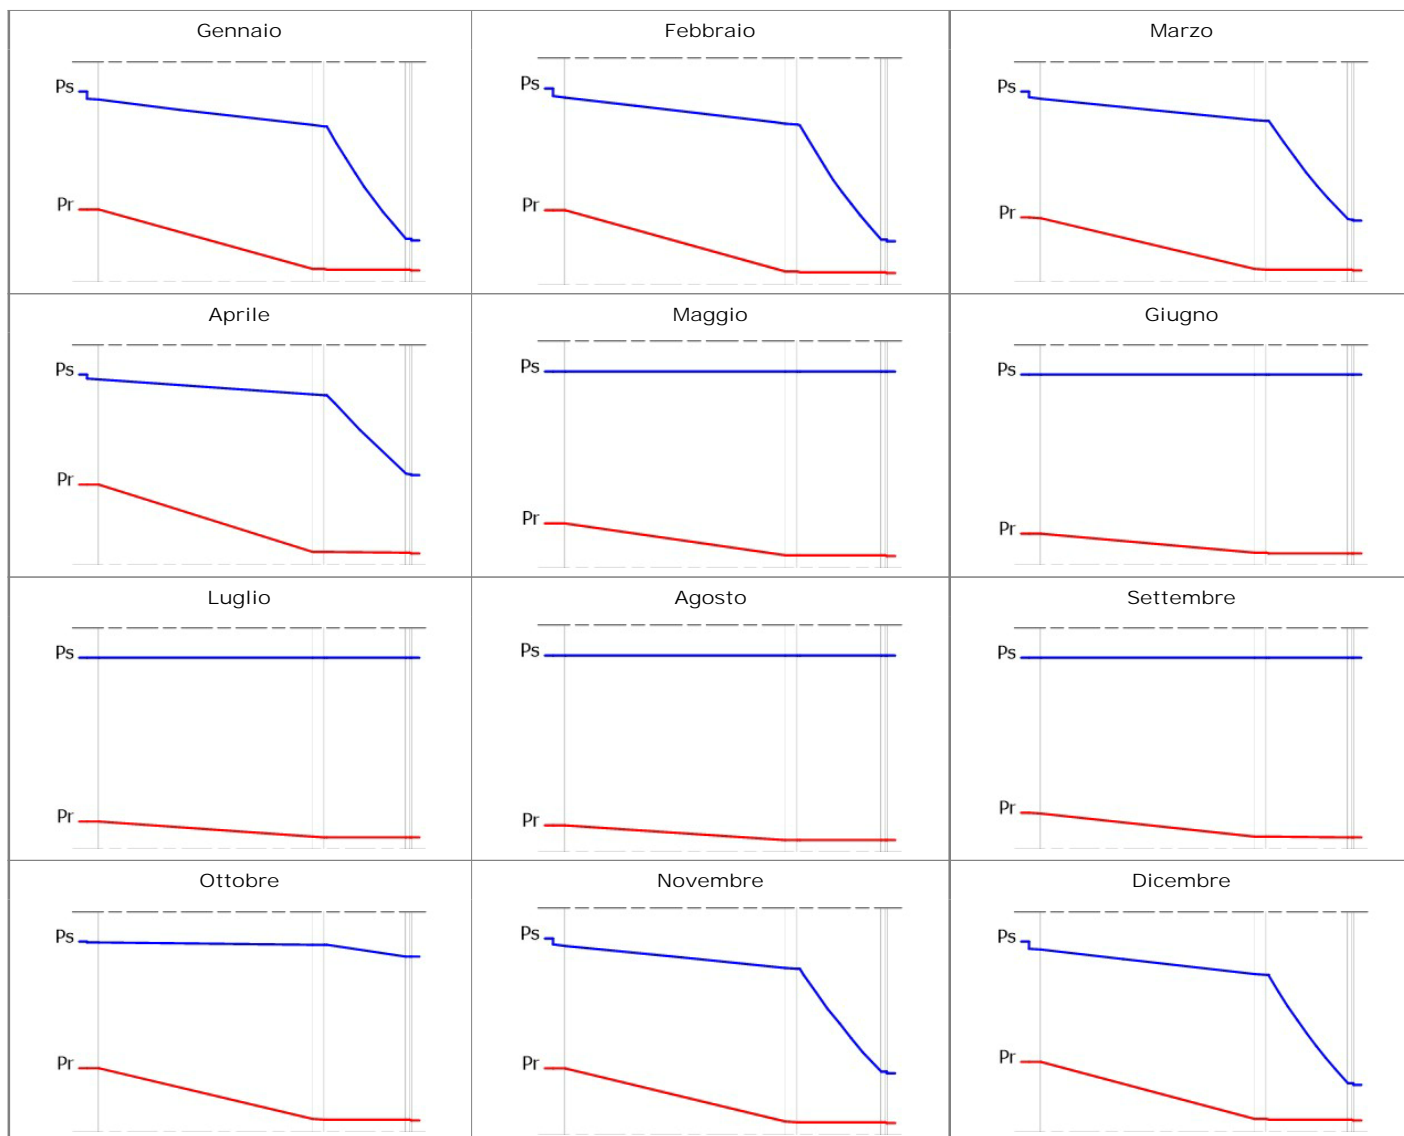 Gennaio
Febbraio
Marzo
Ps
Ps
Ps
Pr
Pr
Pr
Aprile
Maggio
Giugno
Ps
Ps
Ps
Pr
Pr
Pr
Luglio
Agosto
Settembre
Ps
Ps
Ps
Pr
Pr
Pr
Ottobre
Novembre
Dicembre
Ps
Ps
Ps
Pr
Pr
Pr